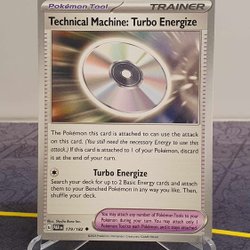 Pokémon Tool TRAINER
Technical Machine: Turbo Energize
The Pokémon this card is attached to can use the attack on
this card. (You still need the necessary Energy to use this
attack.) If this card is attached to 1 of your Pokémon, discard
it at the end of your turn.
Turbo Energize
Search your deck for up to 2 Basic Energy cards and attach
them to your Benched Pokémon in any way you like. Then,
shuffle your deck.
You may attach any number of Pokémon Tools to your
Pokémon during your turn. You may attach only 1
Pokémon Tool to each Pokémon
PAR 179/182